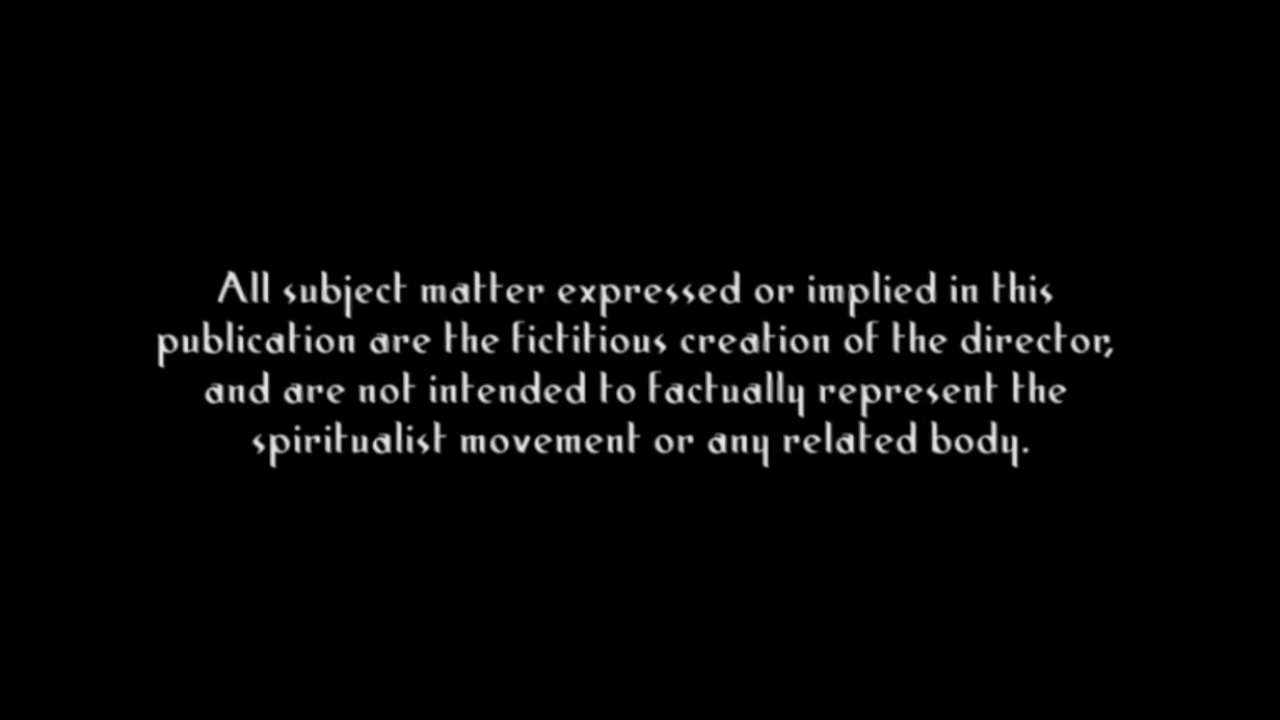 All subject matter expressed or implied in this
publication are the fictitious creation of the director,
and are not intended to factually represent the
spiritualist movement or any related body.